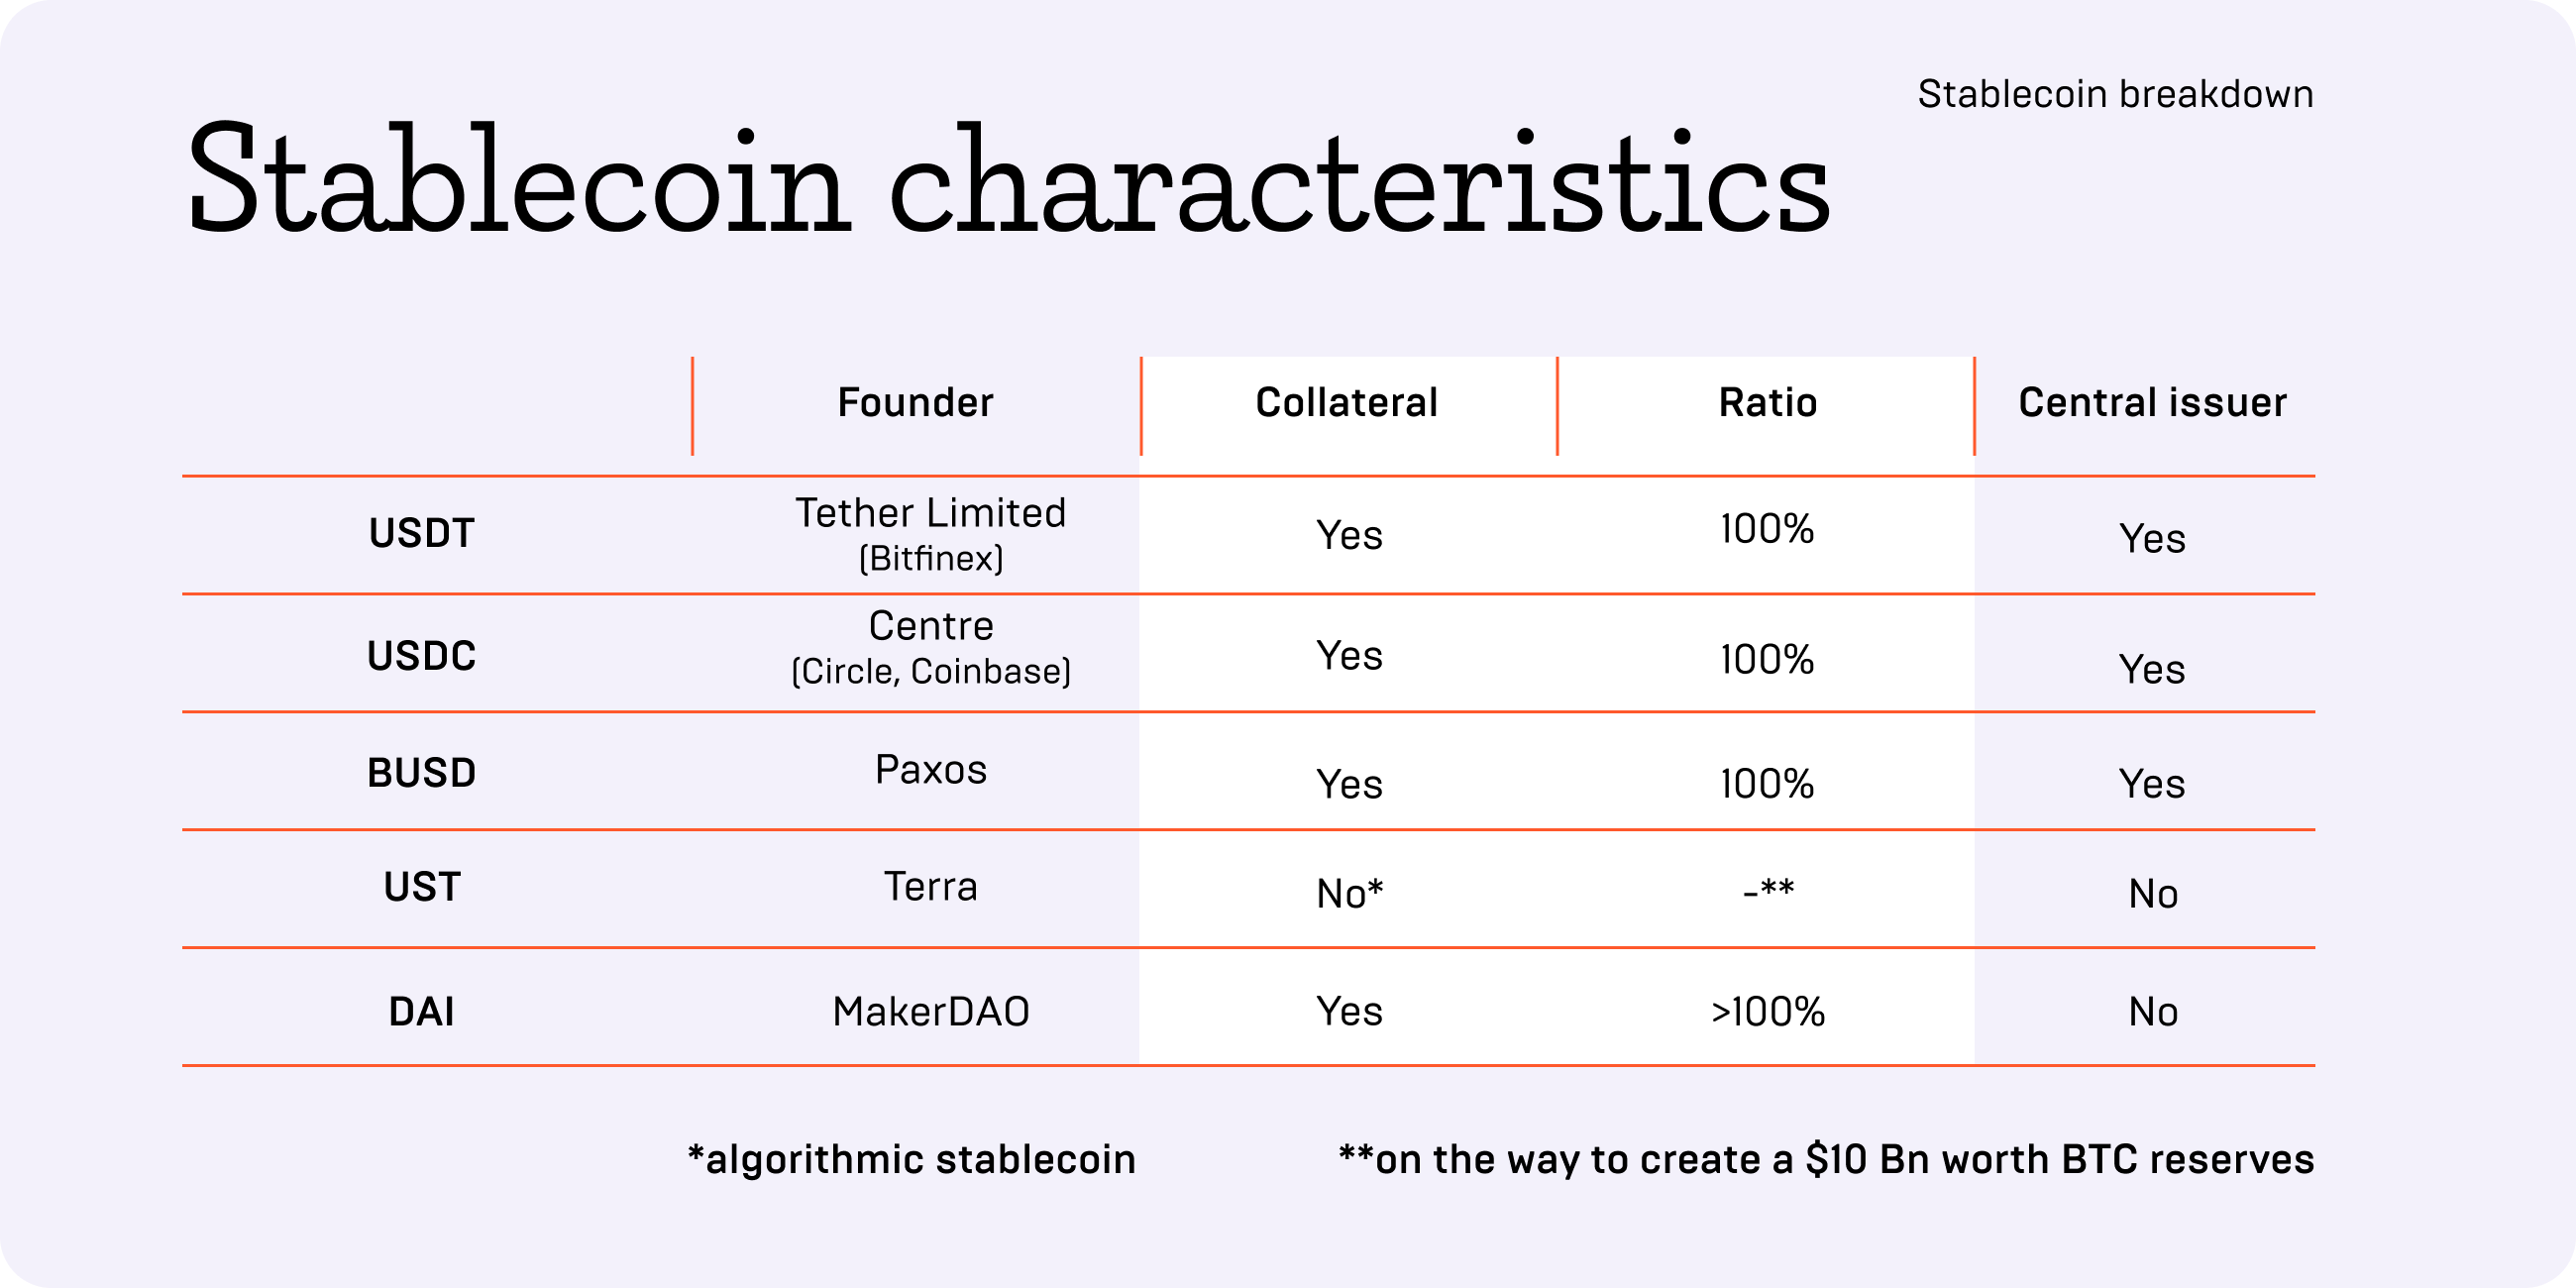 Stablecoin breakdown
Stablecoin characteristics
Founder Collateral Ratio Central issuer
USDT Tether Limited (Bitfinex) Yes 100% Yes
USDC Centre (Circle, Coinbase) Yes 100% Yes
BUSD Paxos Yes 100% Yes
UST Terra No* -** No
DAI MakerDAO Yes >100% No
*algorithmic stablecoin **on the way to create a $10 Bn worth BTC reserves